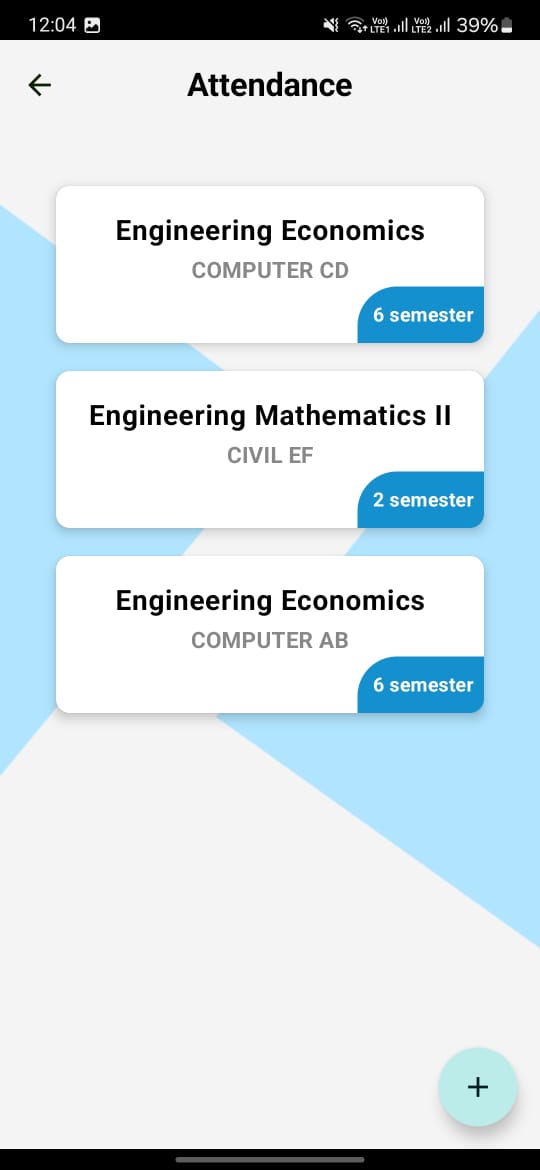 12:04 Vo)) LTE1 Vo)) LTE2 39%
Attendance
Engineering Economics
COMPUTER CD
6 semester
Engineering Mathematics II
CIVIL EF
2 semester
Engineering Economics
COMPUTER AB
6 semester
+